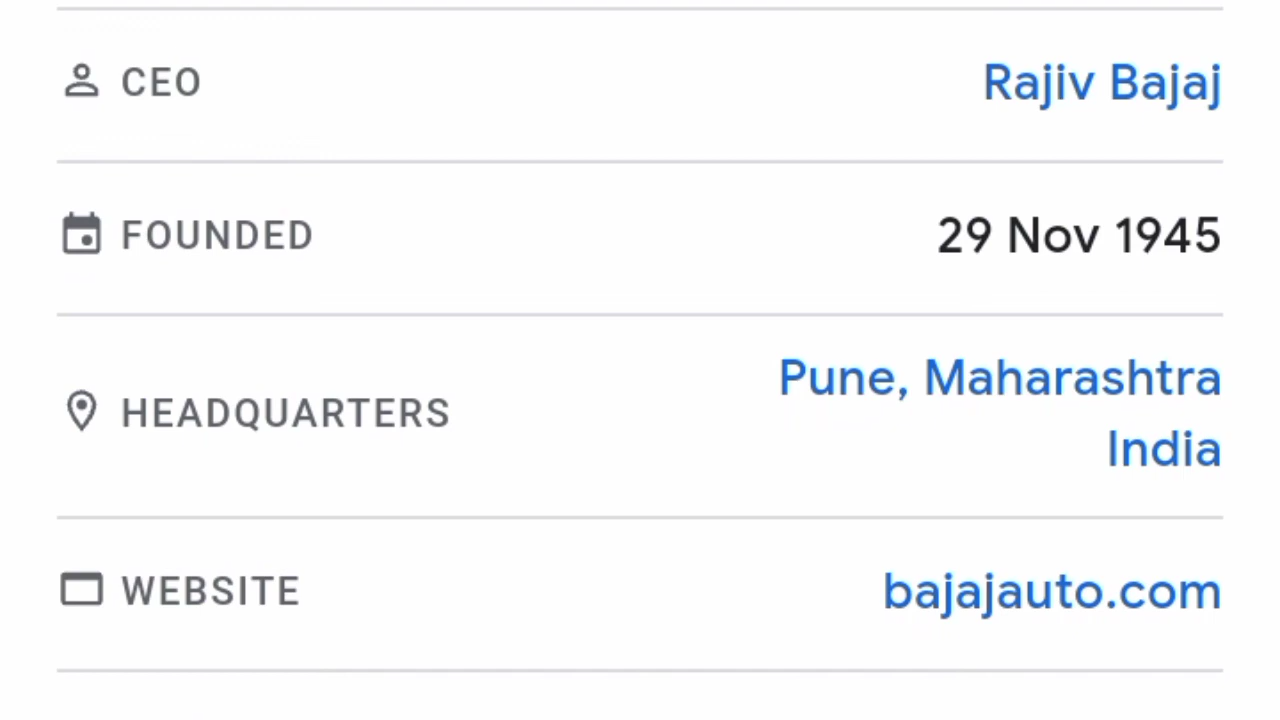 CEO Rajiv Bajaj
FOUNDED 29 Nov 1945
HEADQUARTERS Pune, Maharashtra
India
WEBSITE bajajauto.com